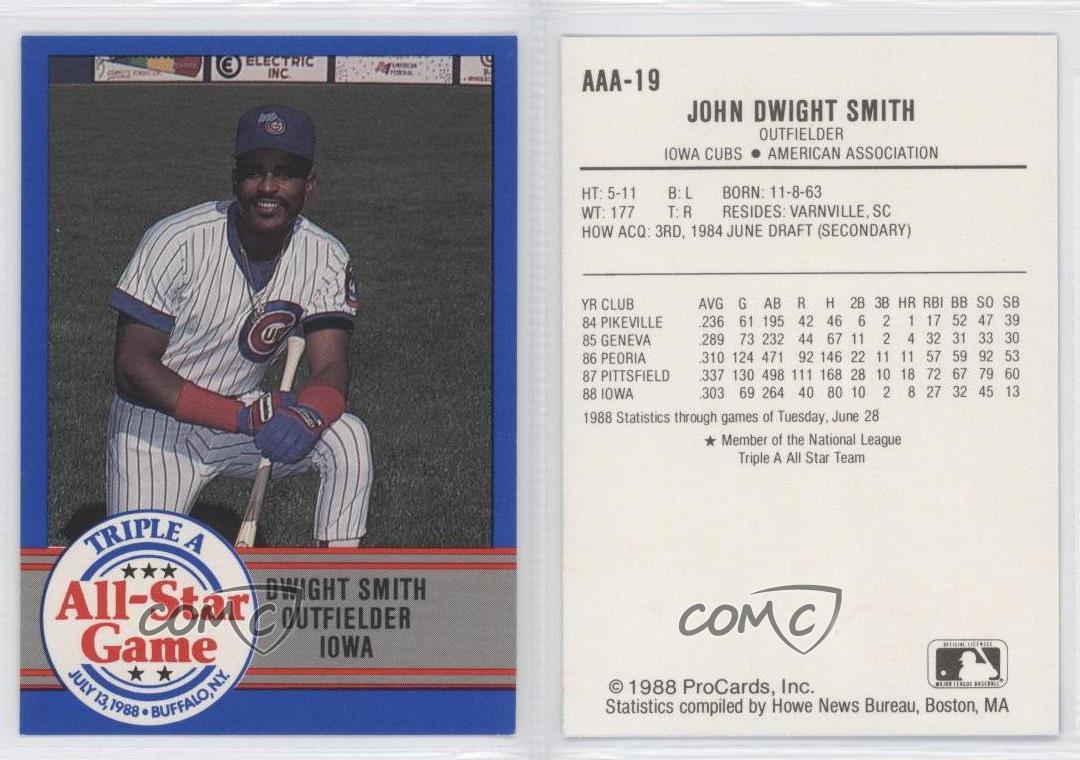 ELECTRIC
INC.
AMERICAN
FEDERAL
TRIPLE A
All-Star
Game
JULY 13, 1988 • BUFFALO, N.Y.
DWIGHT SMITH
OUTFIELDER
IOWA
COMC
AAA-19
JOHN DWIGHT SMITH
OUTFIELDER
IOWA CUBS ● AMERICAN ASSOCIATION
HT: 5-11 B: L BORN: 11-8-63
WT: 177 T: R RESIDES: VARNVILLE, SC
HOW ACQ: 3RD, 1984 JUNE DRAFT (SECONDARY)
YR CLUB AVG G AB R H 2B 3B HR RBI BB SO SB
84 PIKEVILLE .236 61 195 42 46 6 2 1 17 52 47 39
85 GENEVA .289 73 232 44 67 11 2 4 32 31 33 30
86 PEORIA .310 124 471 92 146 22 11 11 57 59 92 53
87 PITTSFIELD .337 130 498 111 168 28 10 18 72 67 79 60
88 IOWA .303 69 264 40 80 10 2 8 27 32 45 13
1988 Statistics through games of Tuesday, June 28
★ Member of the National League
Triple A All Star Team
COMC
OFFICIAL LICENSEE
MAJOR LEAGUE BASEBALL
© 1988 ProCards, Inc.
Statistics compiled by Howe News Bureau, Boston, MA